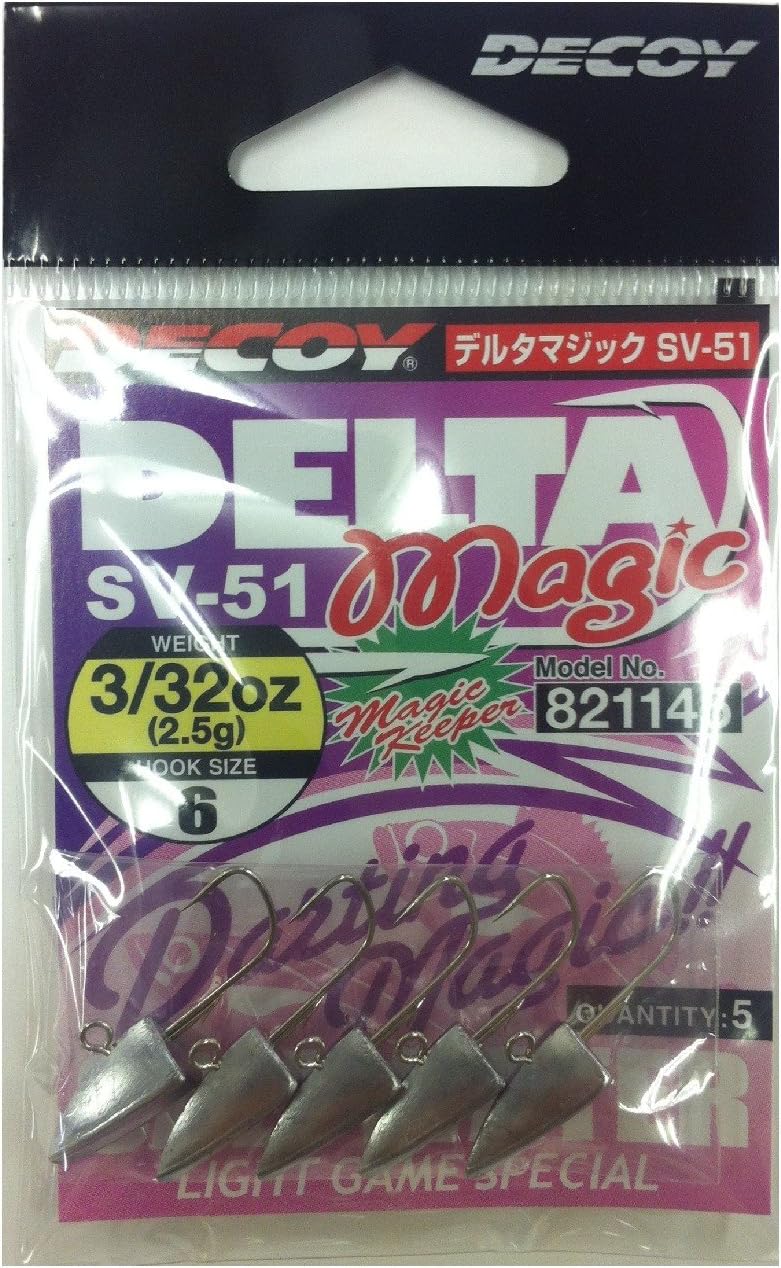 DECOY
DECOY®
デルタマジック SV-51
DELTA
SV-51 Magic
WEIGHT
3/32oz
(2.5g)
HOOK SIZE
6
Magic
Keeper
Model No.
Darting
Magic!!
QUANTITY:5
LIGHT GAME SPECIAL